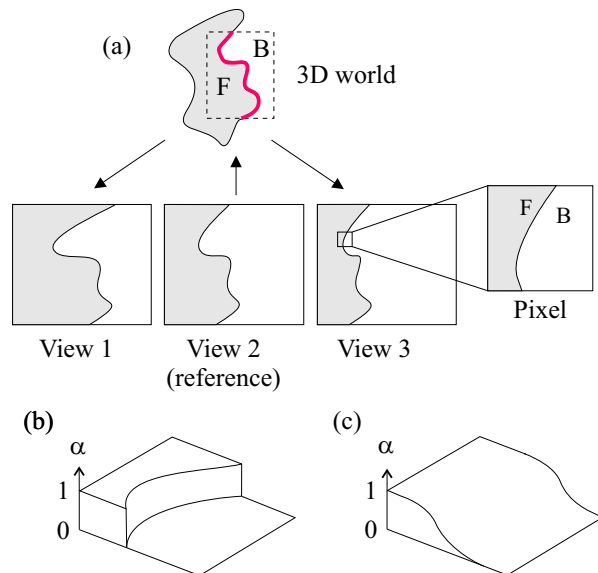 (a)
B
F
3D world
F
B
Pixel
View 1
View 2
(reference)
View 3
(b)
α
1
0
(c)
α
1
0